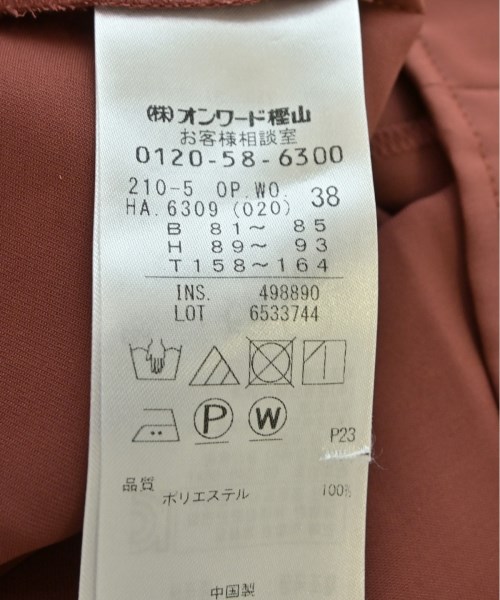 (株)オンワード樫山
お客様相談室
0120-58-6300
210-5 OP.WO. 38
HA.6309 (020)
B 81〜 85
H 89〜 93
T158〜164
INS. 498890
LOT 6533744
P W
P23
品質
ポリエステル 100%
中国製